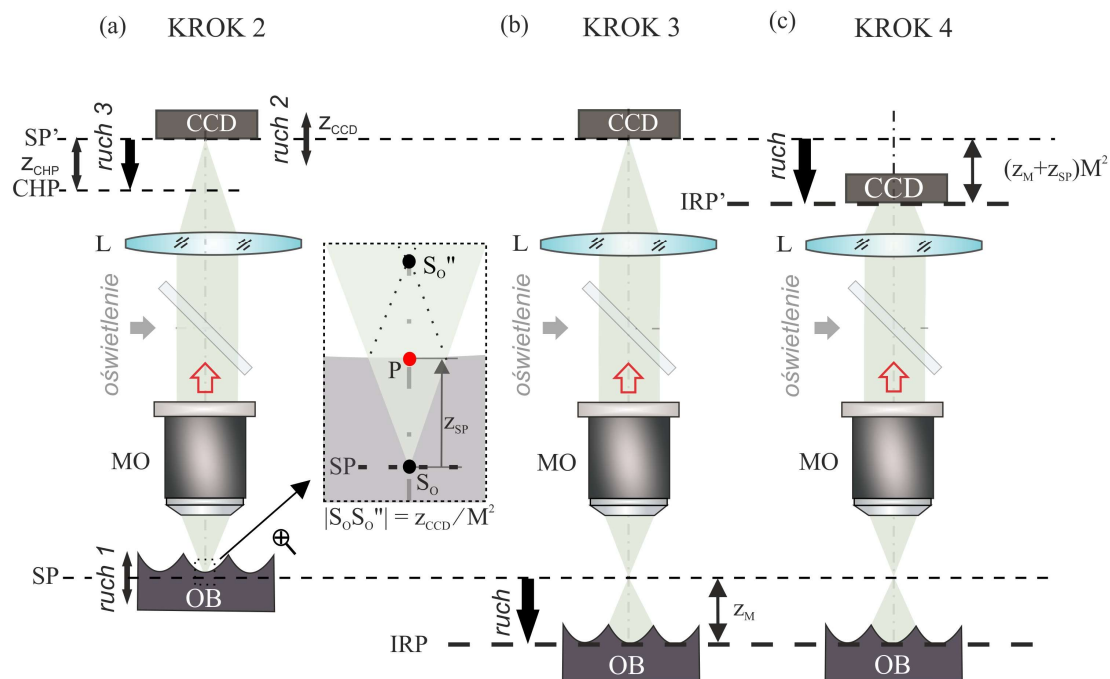 (a) KROK 2
(b) KROK 3
(c) KROK 4
SP'
z_CHP
CHP
ruch 3
CCD
ruch 2
z_CCD
L
oświetlenie
MO
S_O''
P
z_SP
SP
S_O
|S_OS_O''| = z_CCD/M²
SP
ruch 1
OB
CCD
L
oświetlenie
MO
ruch
z_M
IRP
OB
ruch
CCD
(z_M+z_SP)M²
IRP'
L
oświetlenie
MO
OB